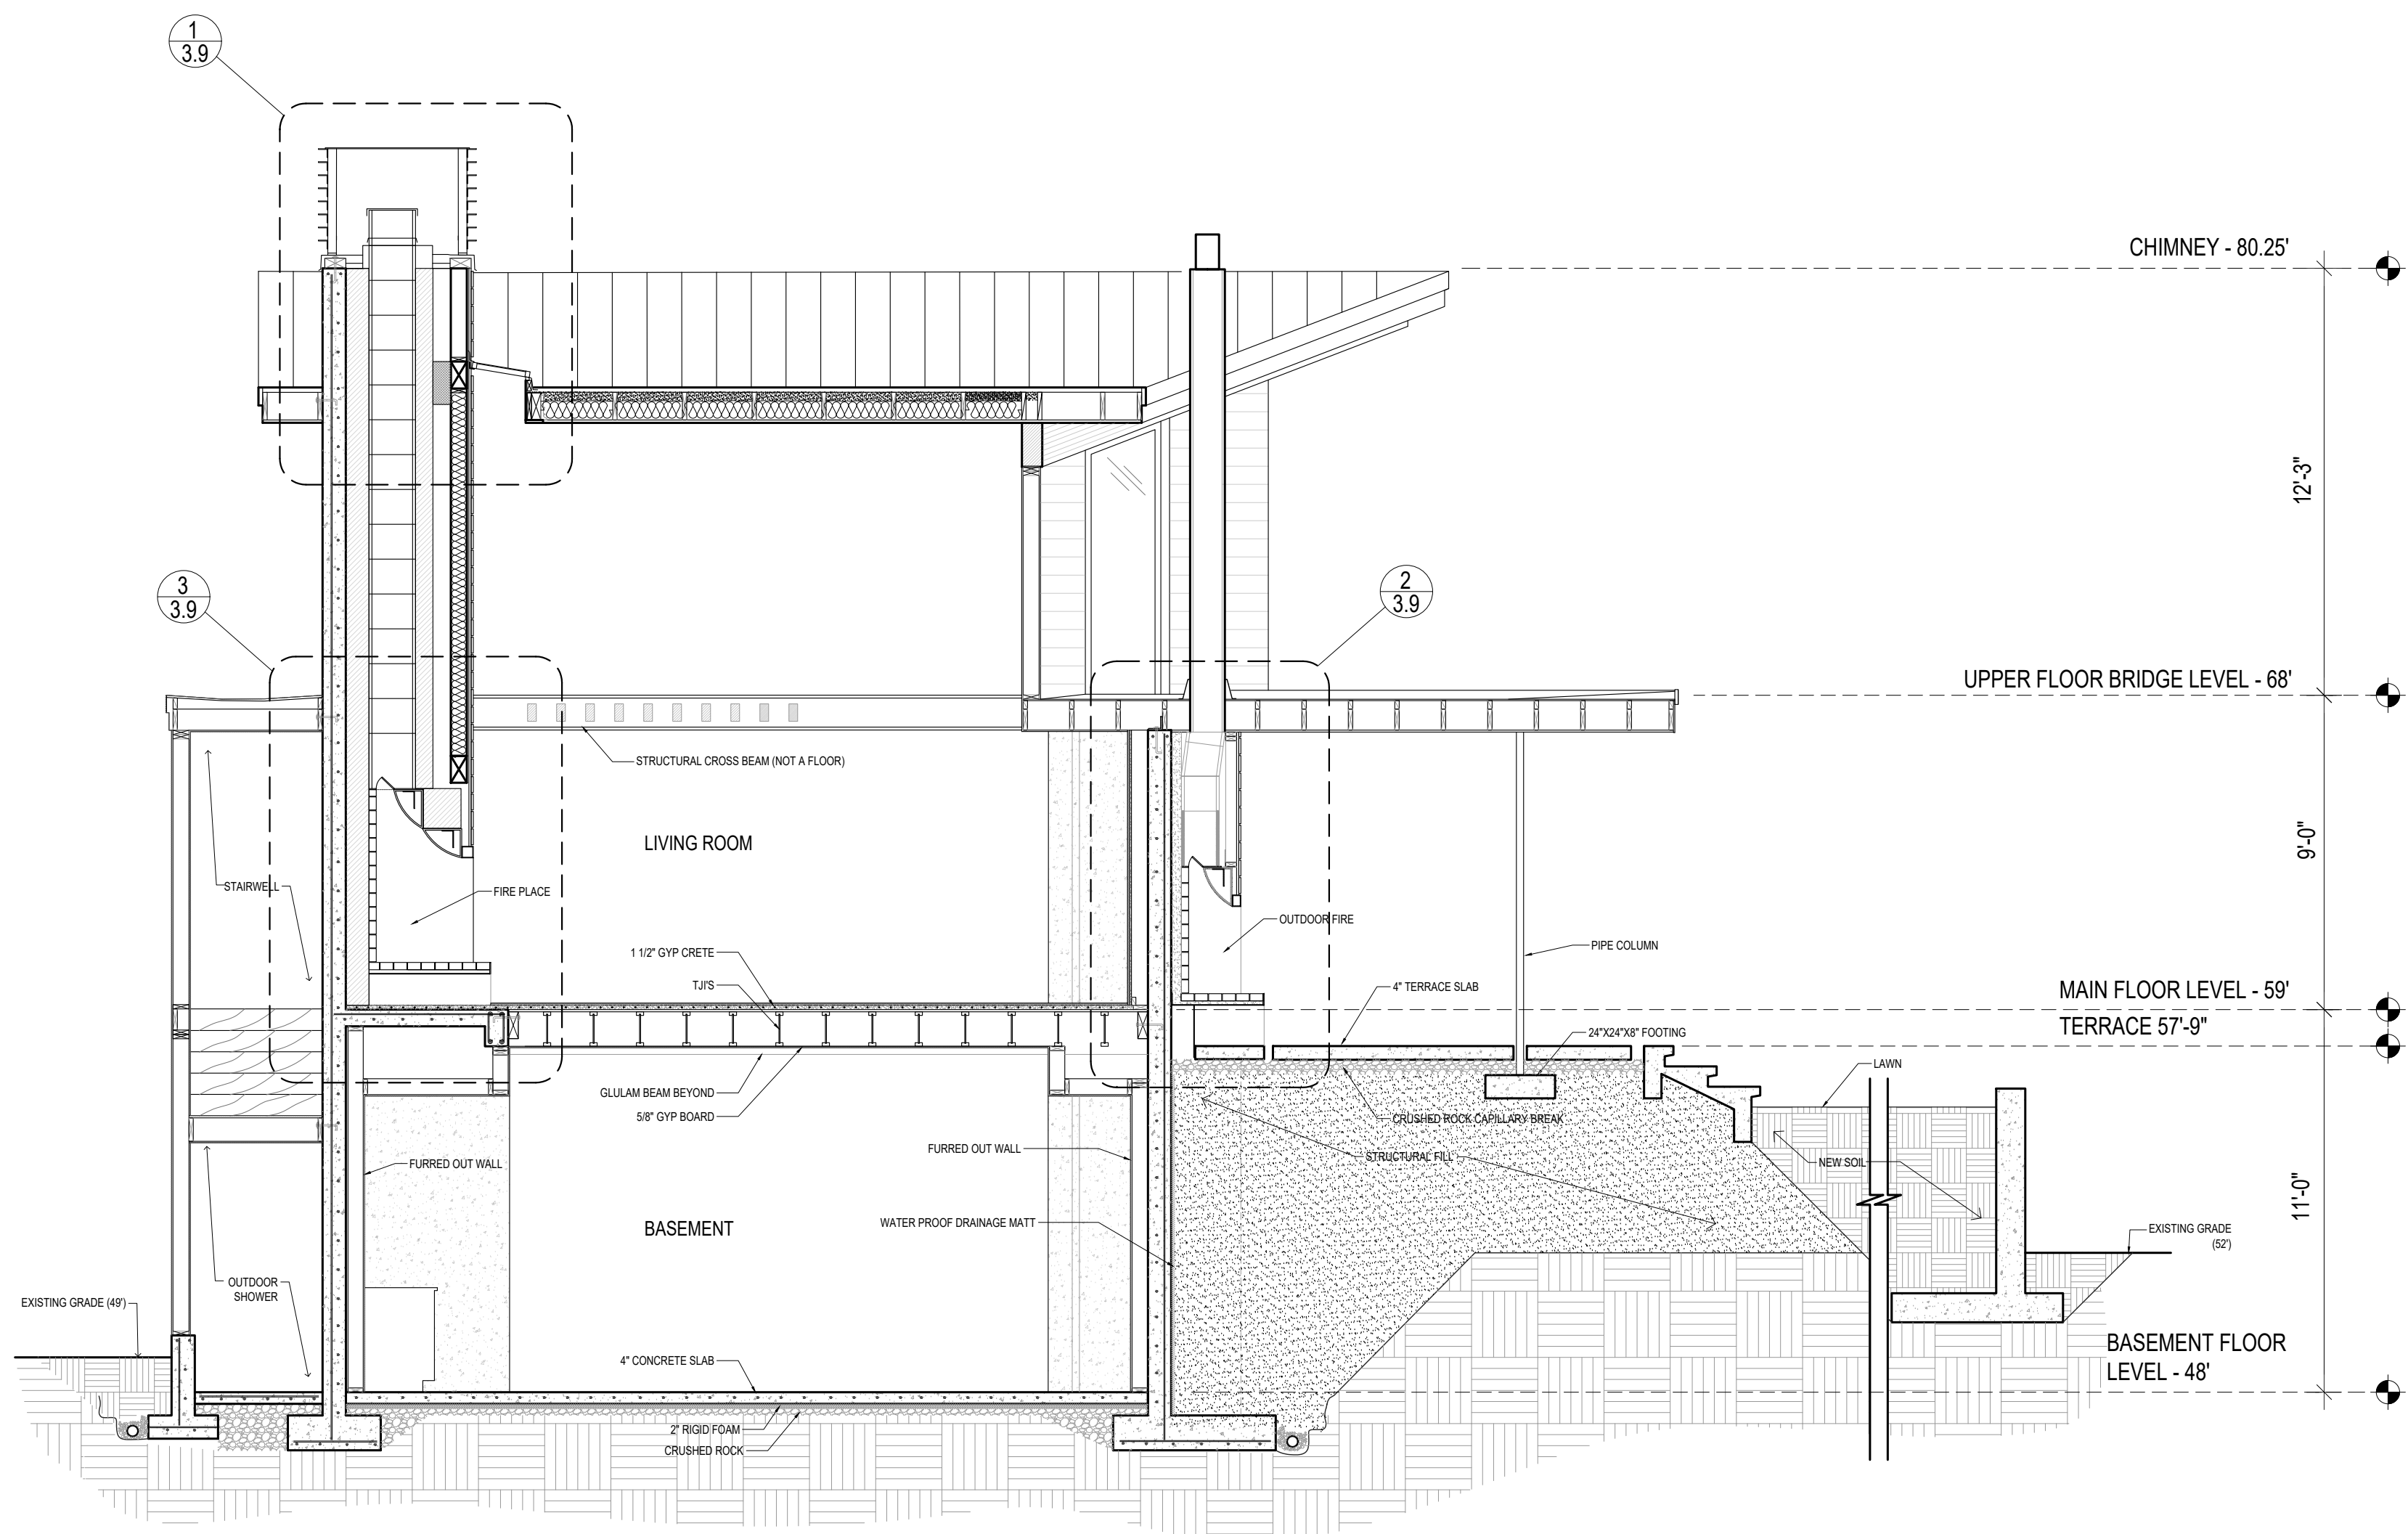 1
3.9
CHIMNEY - 80.25'
12'-3"
3
3.9
2
3.9
UPPER FLOOR BRIDGE LEVEL - 68'
STRUCTURAL CROSS BEAM (NOT A FLOOR)
LIVING ROOM
9'-0"
STAIRWELL
FIRE PLACE
OUTDOOR FIRE
PIPE COLUMN
1 1/2" GYP CRETE
TJI'S
4" TERRACE SLAB
MAIN FLOOR LEVEL - 59'
TERRACE 57'-9"
24"X24"X8" FOOTING
LAWN
GLULAM BEAM BEYOND
5/8" GYP BOARD
CRUSHED ROCK CAPILLARY BREAK
FURRED OUT WALL
FURRED OUT WALL
STRUCTURAL FILL
NEW SOIL
11'-0"
WATER PROOF DRAINAGE MATT
BASEMENT
EXISTING GRADE
(52')
OUTDOOR
SHOWER
EXISTING GRADE (49')
BASEMENT FLOOR
LEVEL - 48'
4" CONCRETE SLAB
2" RIGID FOAM
CRUSHED ROCK